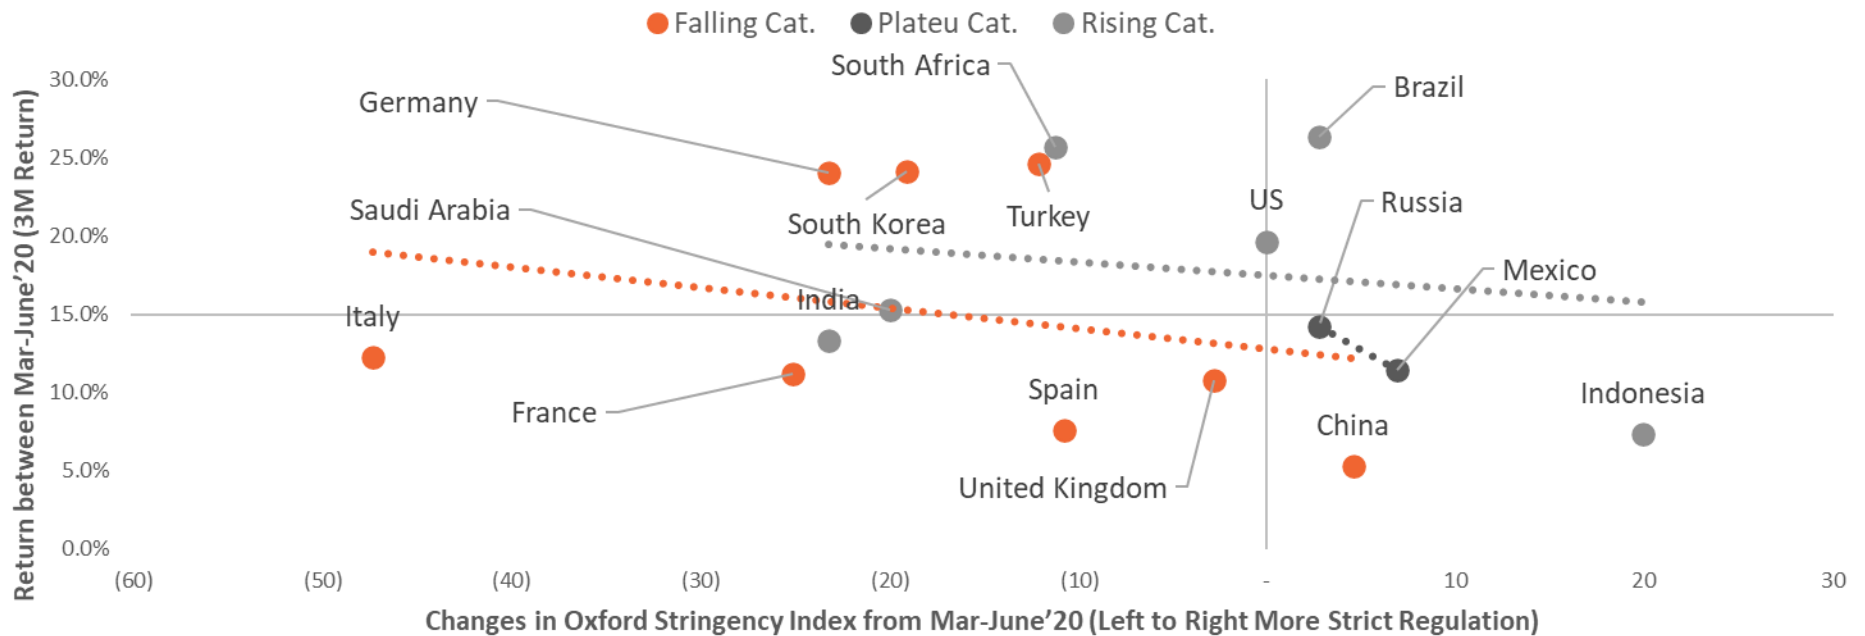 Falling Cat. Plateu Cat. Rising Cat.
Return between Mar-June’20 (3M Return)
30.0%
25.0%
20.0%
15.0%
10.0%
5.0%
0.0%
South Africa
Germany
Brazil
Saudi Arabia
South Korea
Turkey
US
Russia
Mexico
India
Italy
France
Spain
United Kingdom
China
Indonesia
(60) (50) (40) (30) (20) (10) - 10 20 30
Changes in Oxford Stringency Index from Mar-June’20 (Left to Right More Strict Regulation)